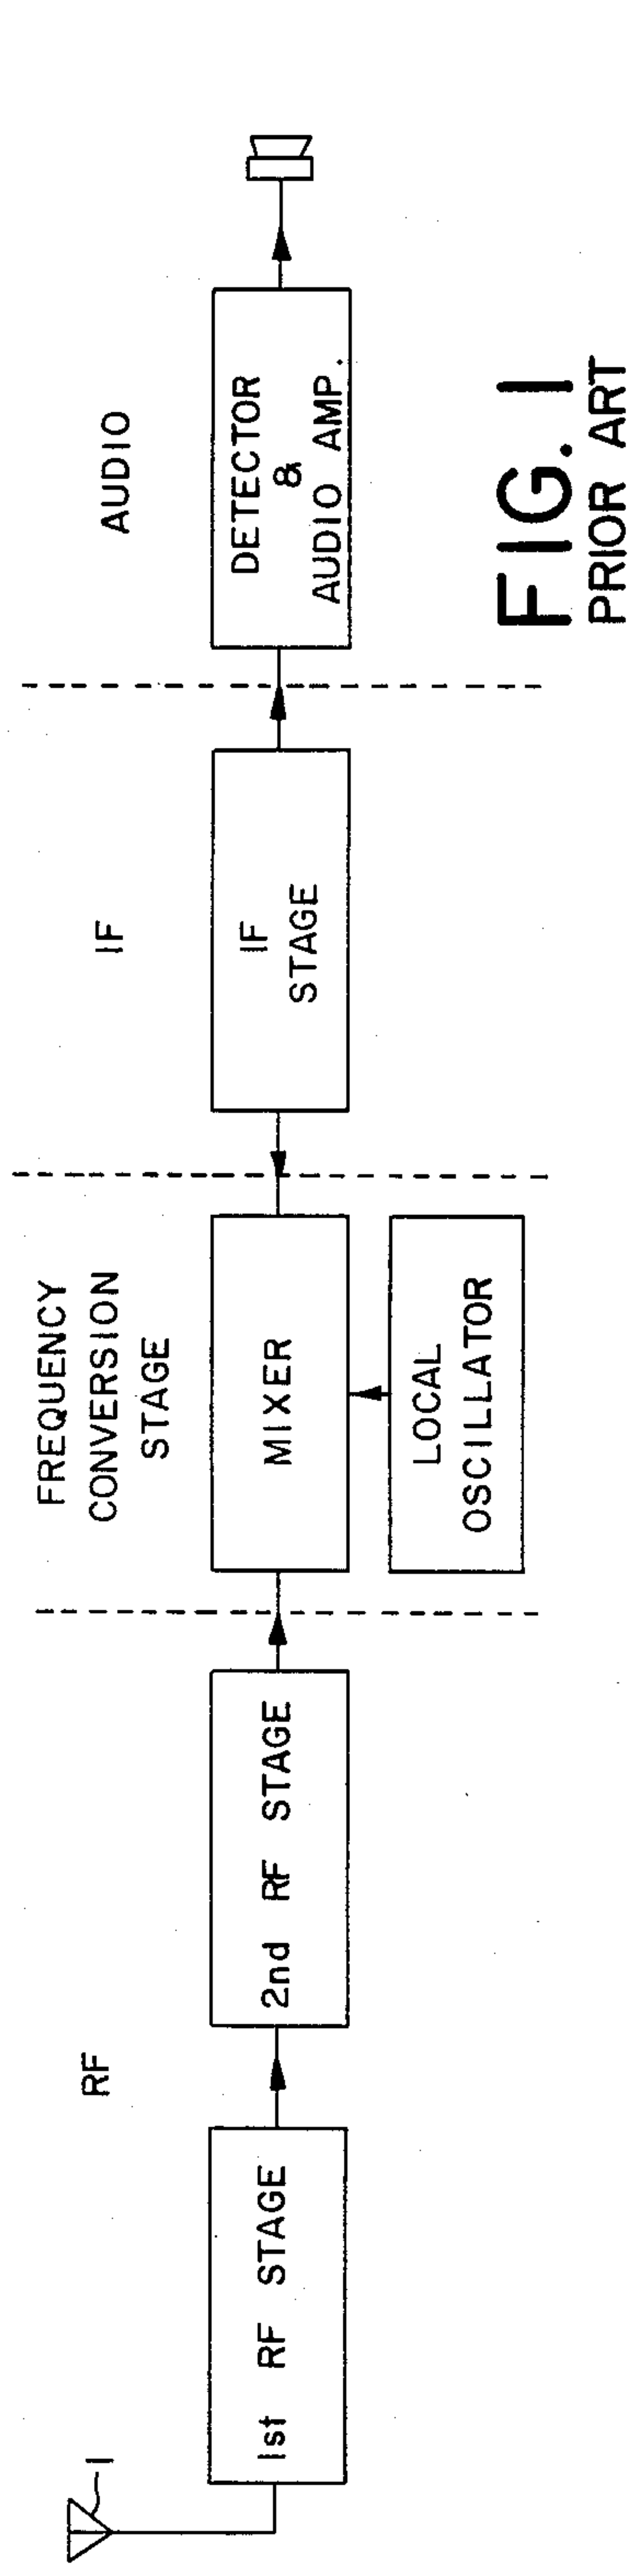 RF
FREQUENCY
CONVERSION
STAGE
IF
AUDIO
1
1st RF STAGE
2nd RF STAGE
MIXER
LOCAL
OSCILLATOR
IF
STAGE
DETECTOR
&
AUDIO AMP.
FIG. 1
PRIOR ART